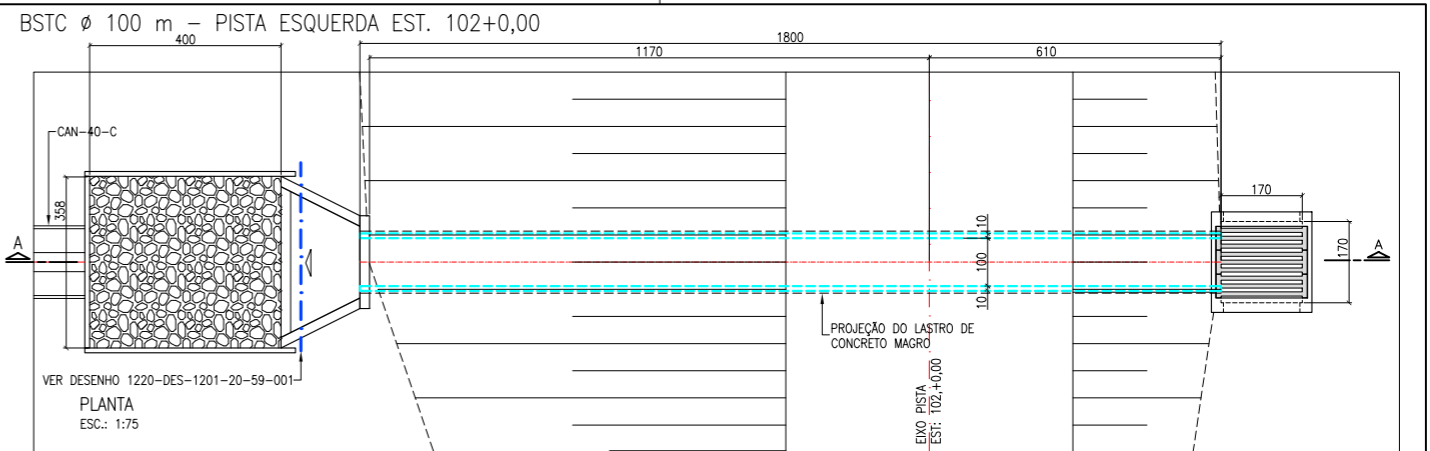 BSTC ø 100 m – PISTA ESQUERDA EST. 102+0,00
400
1800
1170
610
CAN-40-C
358
A
170
170
A
10
100
10
PROJEÇÃO DO LASTRO DE
CONCRETO MAGRO
EIXO PISTA
EST: 102,+0,00
VER DESENHO 1220-DES-1201-20-59-001
PLANTA
ESC.: 1:75